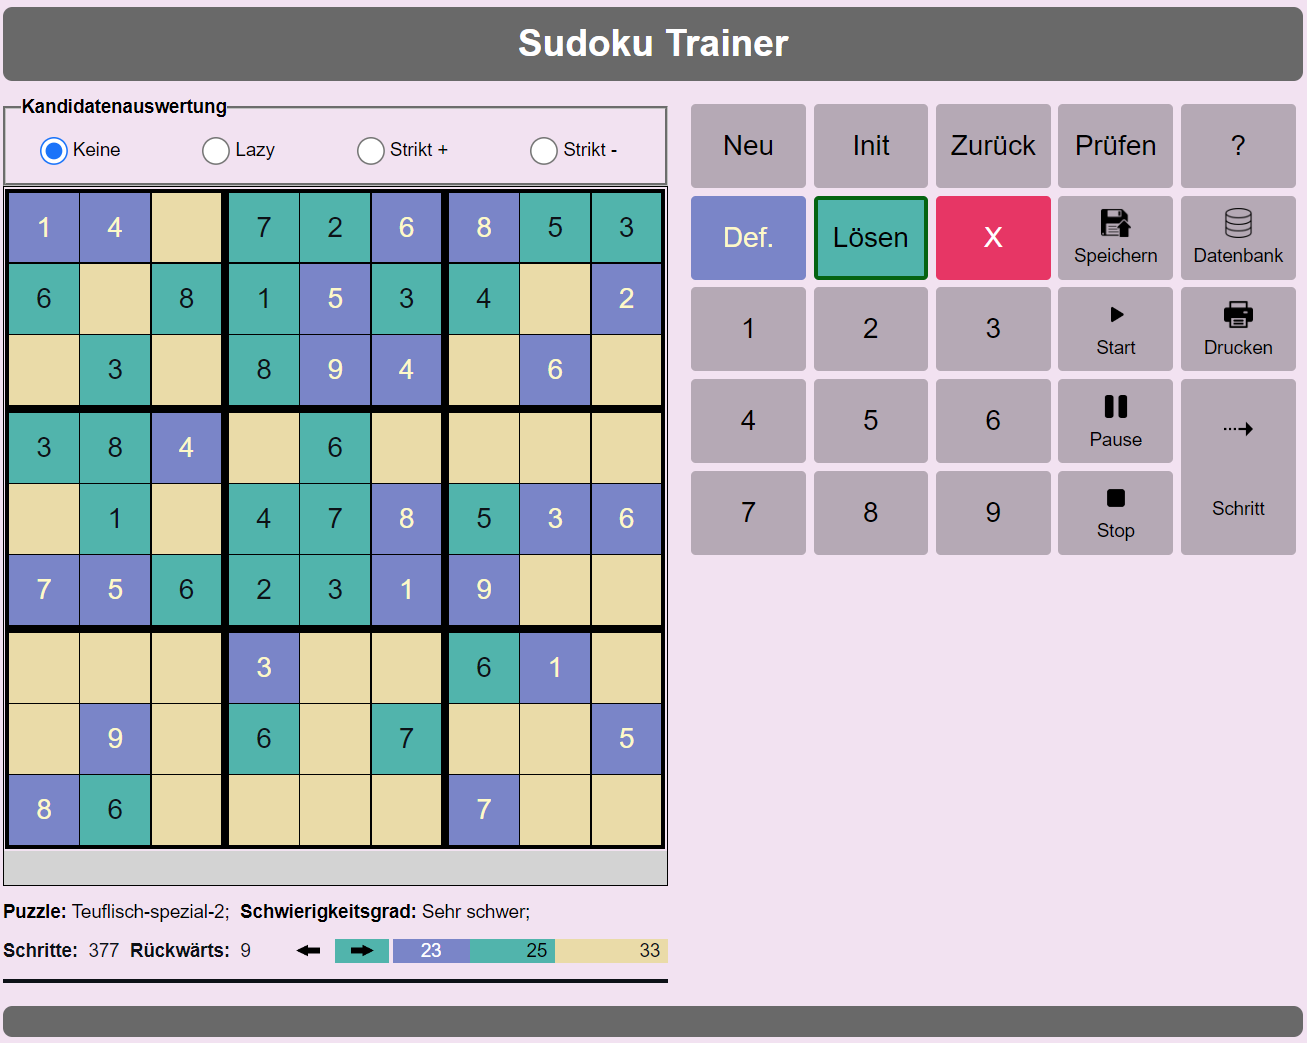 Sudoku Trainer
Kandidatenauswertung
Keine Lazy Strikt + Strikt -
Neu Init Zurück Prüfen ?
Def. Lösen X Speichern Datenbank
1 2 3 Start Drucken
4 5 6 Pause
7 8 9 Stop Schritt
1 4 7 2 6 8 5 3
6 8 1 5 3 4 2
3 8 9 4 6
3 8 4 6
1 4 7 8 5 3 6
7 5 6 2 3 1 9
3 6 1
9 6 7 5
8 6 7
Puzzle: Teuflisch-spezial-2; Schwierigkeitsgrad: Sehr schwer;
Schritte: 377 Rückwärts: 9 23 25 33